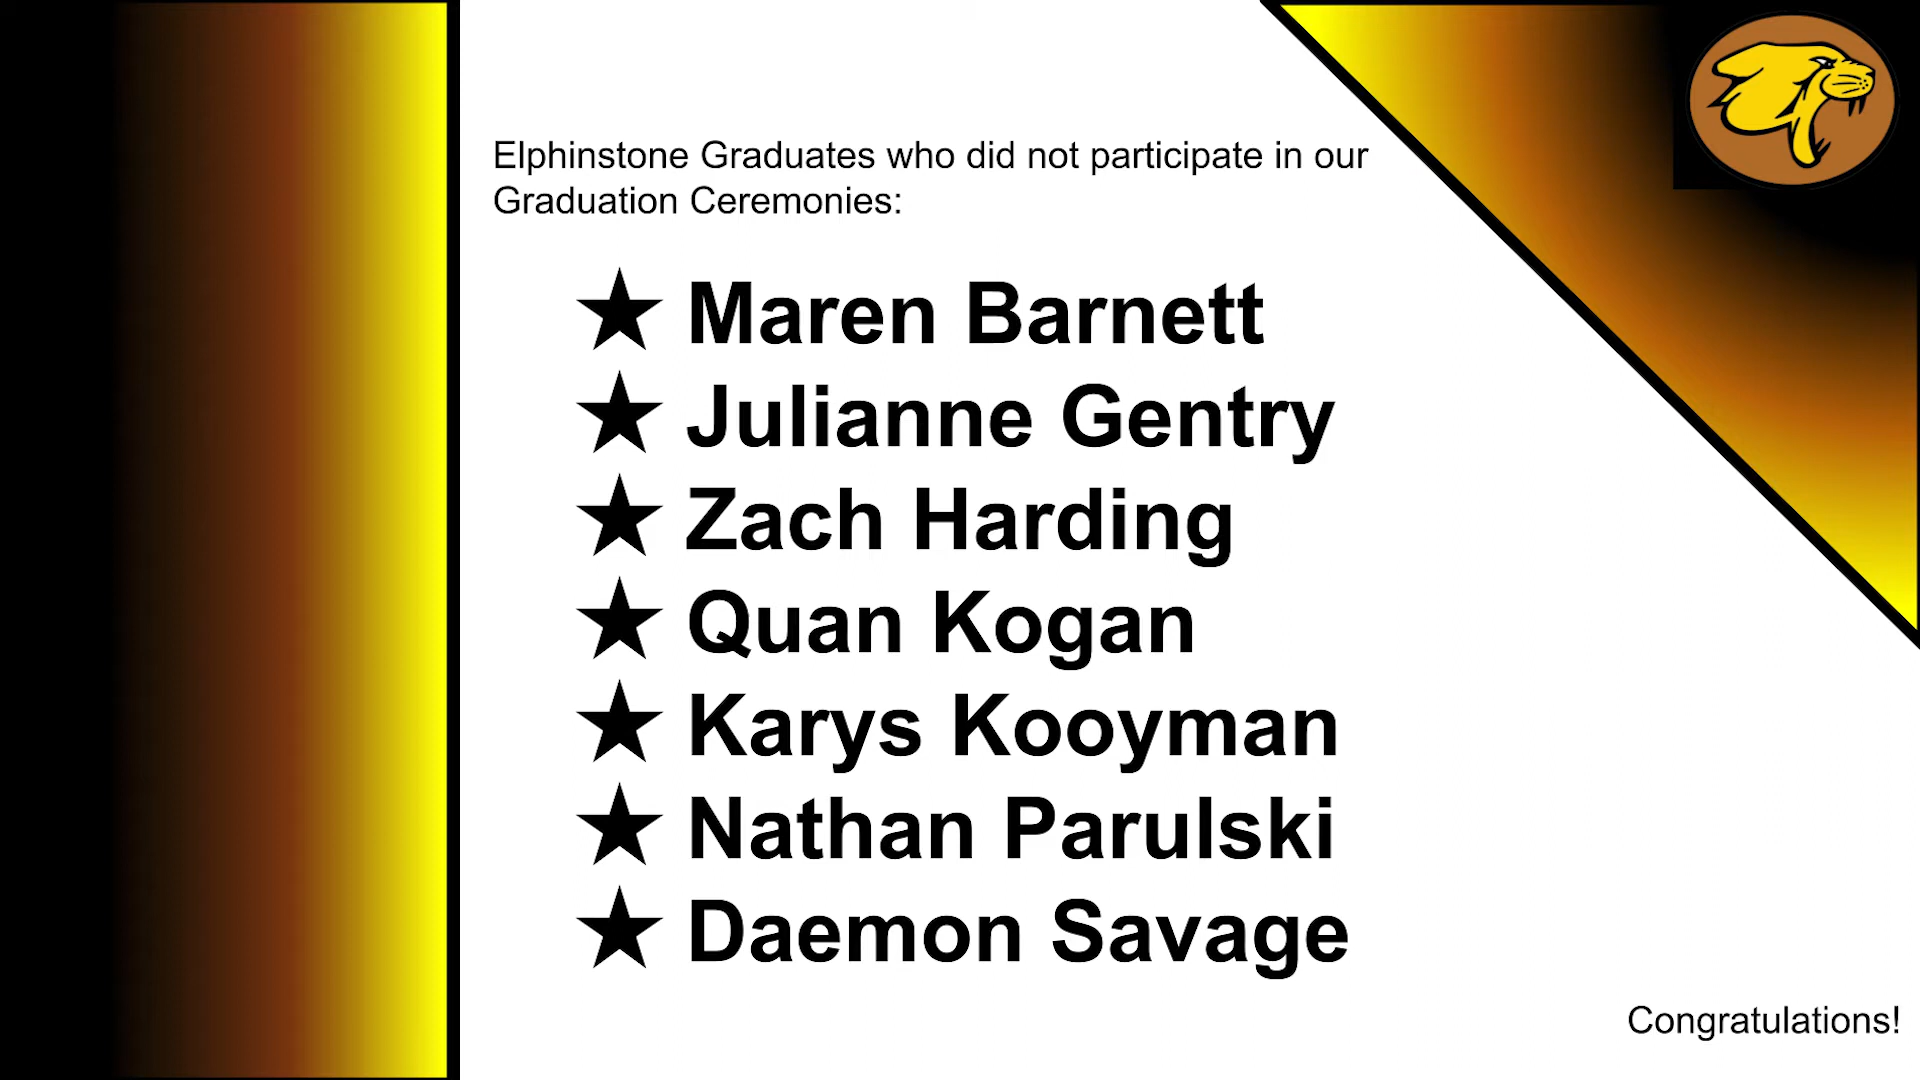 Elphinstone Graduates who did not participate in our
Graduation Ceremonies:
★ Maren Barnett
★ Julianne Gentry
★ Zach Harding
★ Quan Kogan
★ Karys Kooyman
★ Nathan Parulski
★ Daemon Savage
Congratulations!